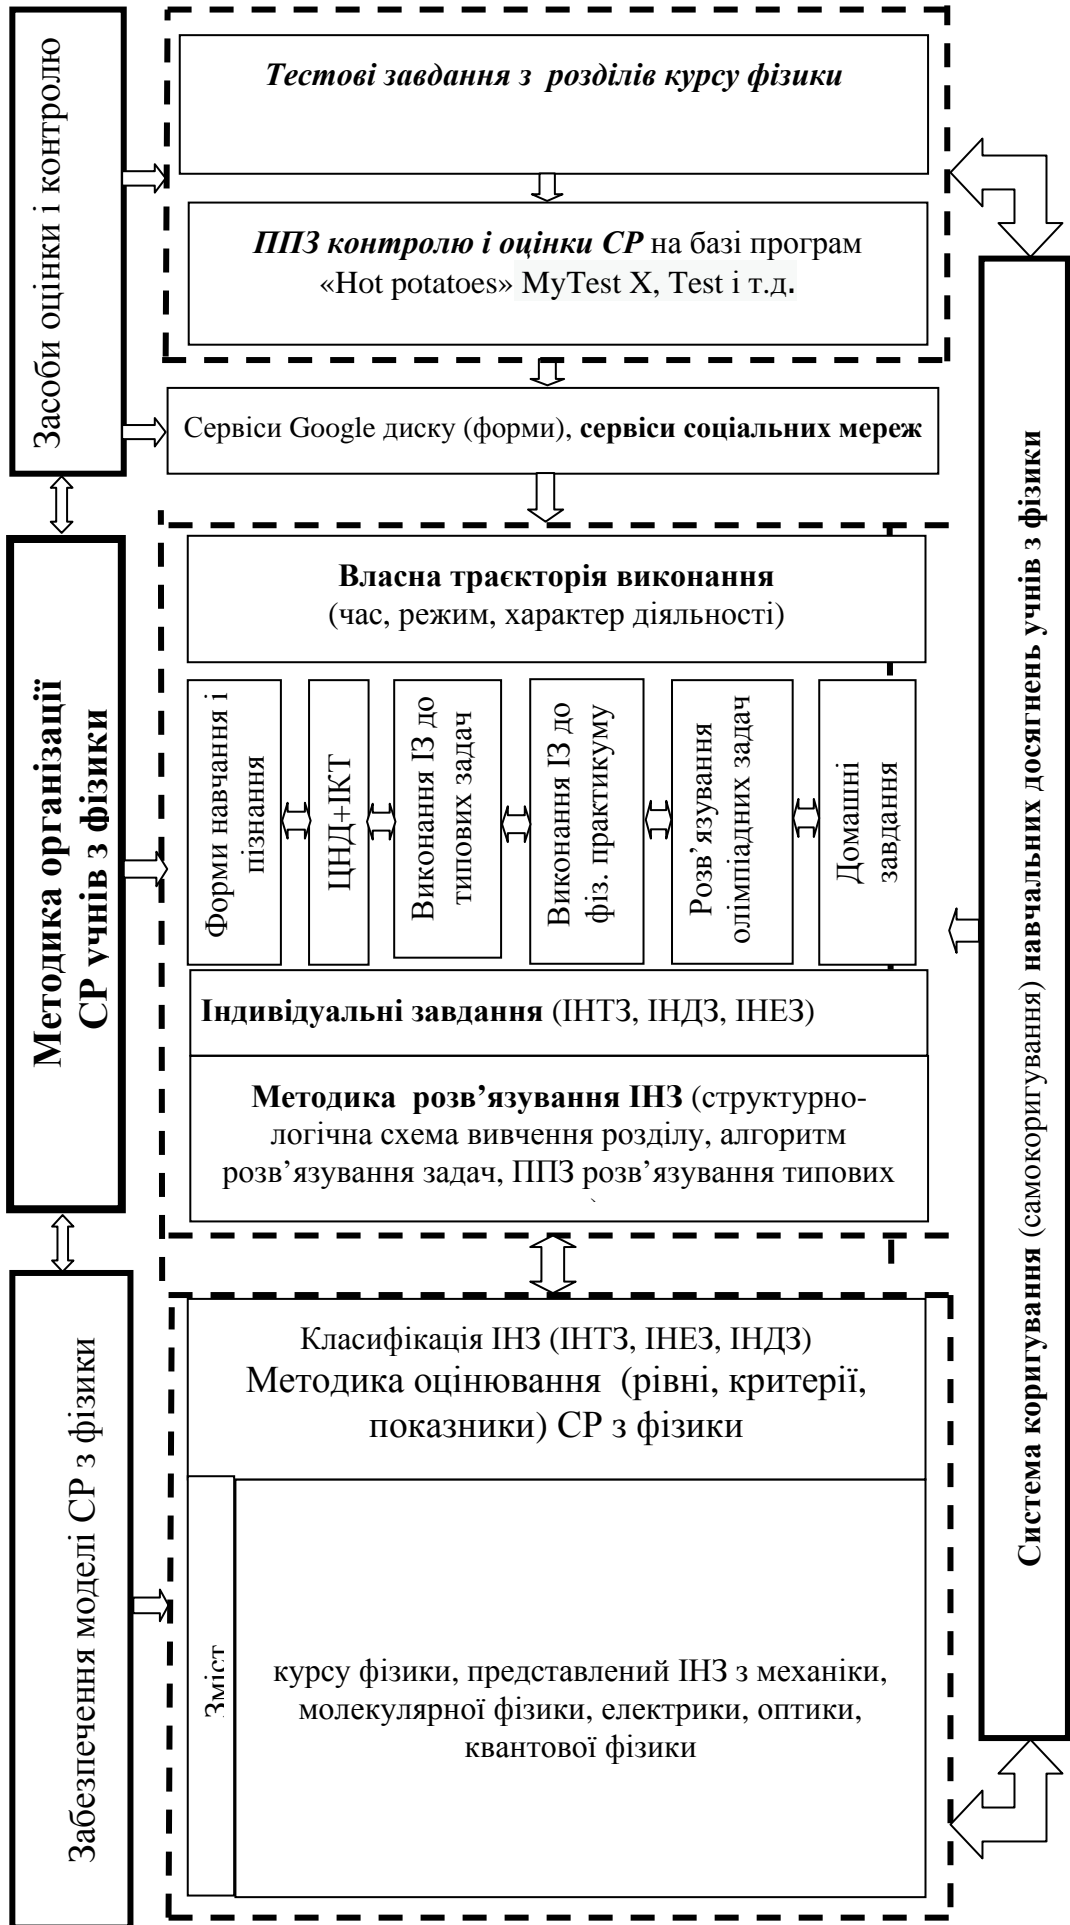 Засоби оцінки і контролю
Тестові завдання з розділів курсу фізики
ППЗ контролю і оцінки СР на базі програм
«Hot potatoes» MyTest X, Test і т.д.
Сервіси Google диску (форми), сервіси соціальних мереж
Методика організації
СР учнів з фізики
Власна траєкторія виконання
(час, режим, характер діяльності)
Форми навчання і
пізнання
ЦНД+ІКТ
Виконання ІЗ до
типових задач
Виконання ІЗ до
фіз. практикуму
Розв’язування
олімпіадних задач
Домашні
завдання
Індивідуальні завдання (ІНТЗ, ІНДЗ, ІНЕЗ)
Методика розв’язування ІНЗ (структурно-
логічна схема вивчення розділу, алгоритм
розв’язування задач, ППЗ розв’язування типових
Забезпечення моделі СР з фізики
Класифікація ІНЗ (ІНТЗ, ІНЕЗ, ІНДЗ)
Методика оцінювання (рівні, критерії,
показники) СР з фізики
Зміст
курсу фізики, представлений ІНЗ з механіки,
молекулярної фізики, електрики, оптики,
квантової фізики
Система коригування (самокоригування) навчальних досягнень учнів з фізики